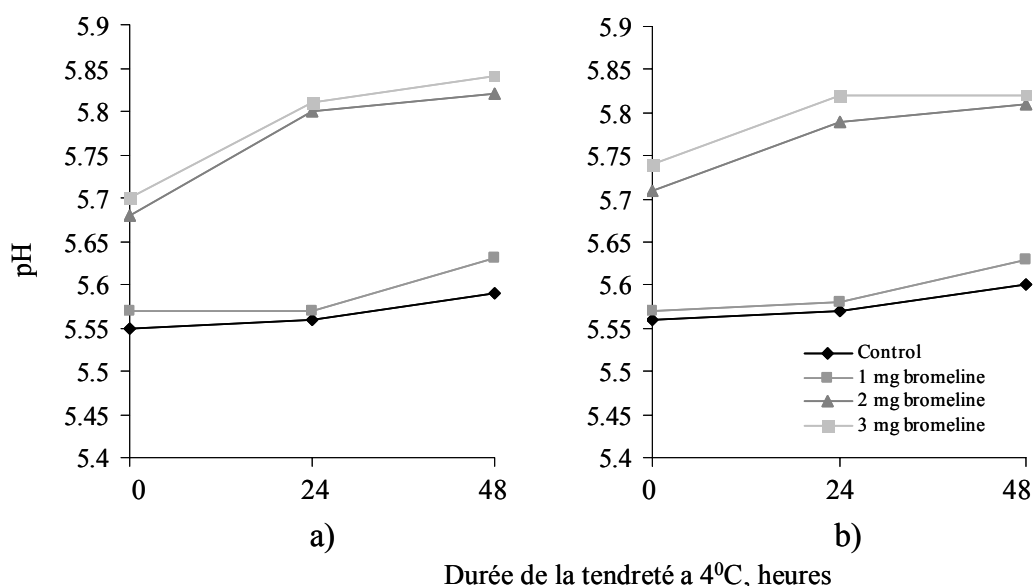 5.9
5.85
5.8
5.75
5.7
5.65
5.6
5.55
5.5
5.45
5.4
pH
0 24 48
a)
5.9
5.85
5.8
5.75
5.7
5.65
5.6
5.55
5.5
5.45
5.4
Control
1 mg bromeline
2 mg bromeline
3 mg bromeline
0 24 48
b)
Durée de la tendreté a 4⁰C, heures